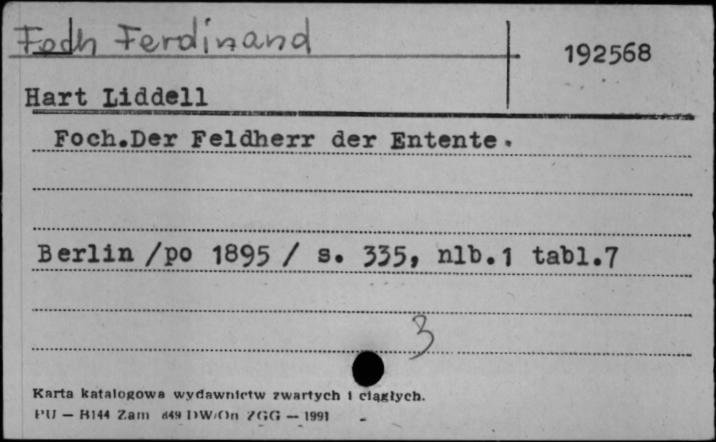 Foch Ferdinand
192568
Hart Liddell
Foch.Der Feldherr der Entente.
Berlin /po 1895 / s. 335, nlb.1 tabl.7
3
Karta katalogowa wydawnictw zwartych i ciągłych.
PU — B144 Zam 849 DW/On ZGG — 1991